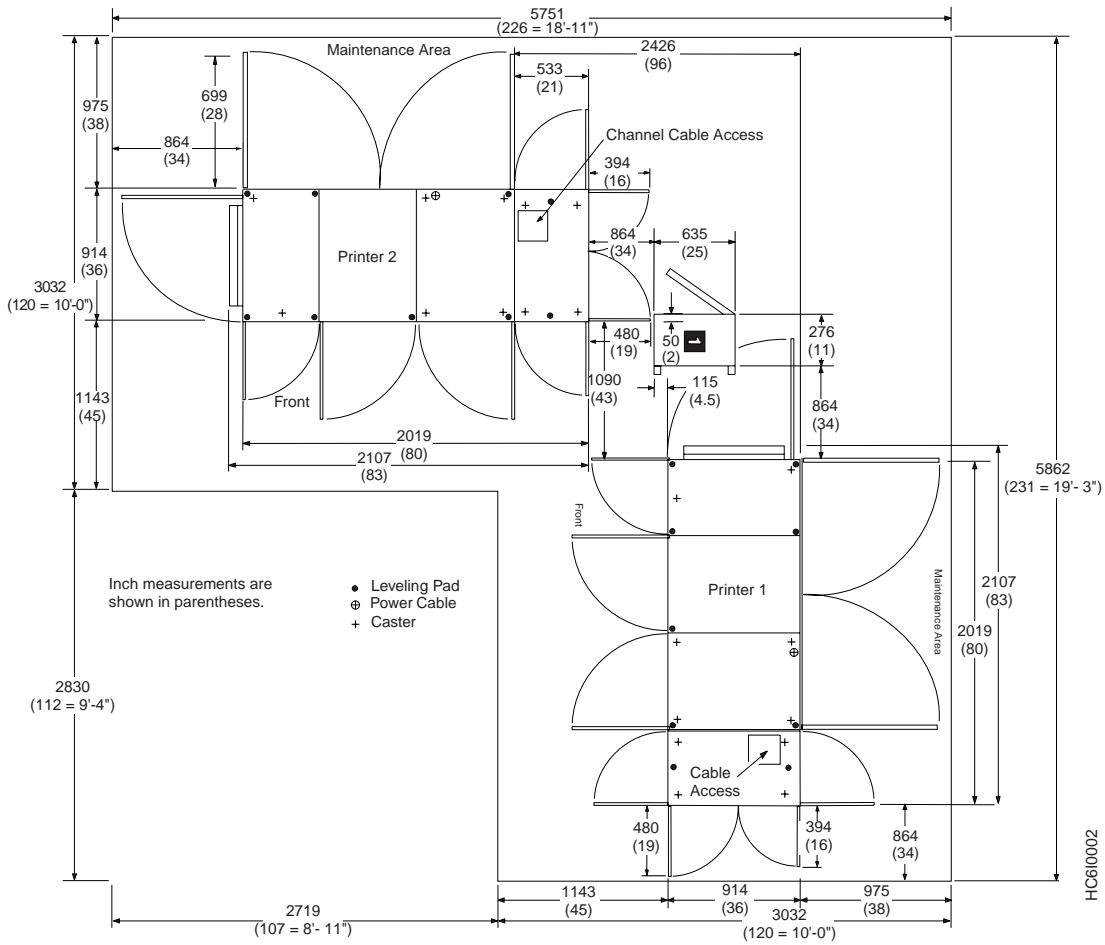 5751
(226 = 18'-11")
Maintenance Area
2426
(96)
533
(21)
699
(28)
975
(38)
864
(34)
Channel Cable Access
394
(16)
864
(34)
635
(25)
914
(36)
Printer 2
3032
(120 = 10'-0")
480
(19)
50
(2)
1
276
(11)
1090
(43)
115
(4.5)
864
(34)
1143
(45)
Front
2019
(80)
2107
(83)
5862
(231 = 19'- 3")
Front
Inch measurements are
shown in parentheses.
Leveling Pad
Power Cable
Caster
Printer 1
Maintenance Area
2107
(83)
2019
(80)
2830
(112 = 9'-4")
Cable
Access
480
(19)
394
(16)
864
(34)
HC6I0002
1143
(45)
914
(36)
975
(38)
2719
(107 = 8'- 11")
3032
(120 = 10'-0")